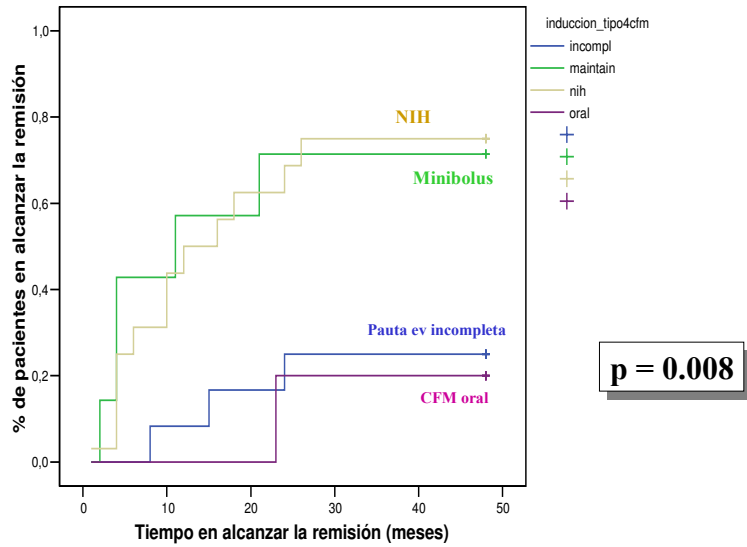 % de pacientes en alcanzar la remisión
1,0
0,8
0,6
0,4
0,2
0,0
NIH
Minibolus
Pauta ev incompleta
CFM oral
0
10
20
30
40
50
Tiempo en alcanzar la remisión (meses)
induccion_tipo4cfm
incompl
maintain
nih
oral
p = 0.008